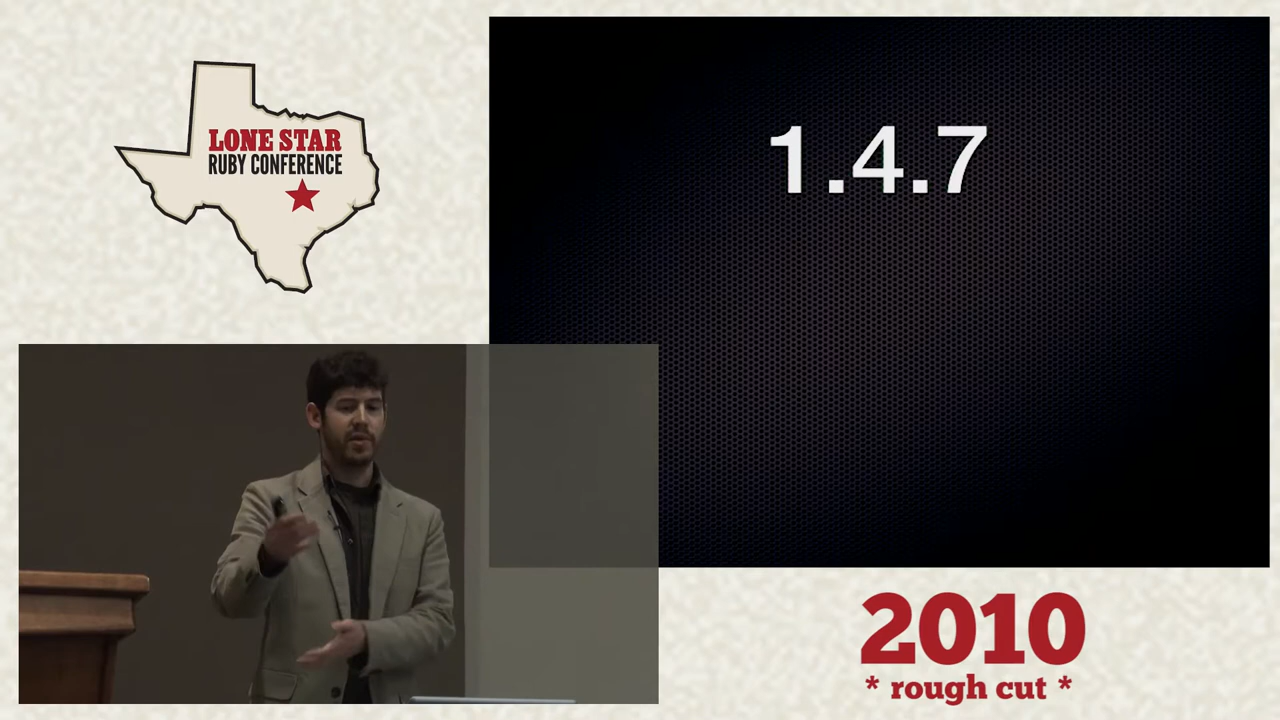 LONE STAR
RUBY CONFERENCE
1.4.7
2010
* rough cut *